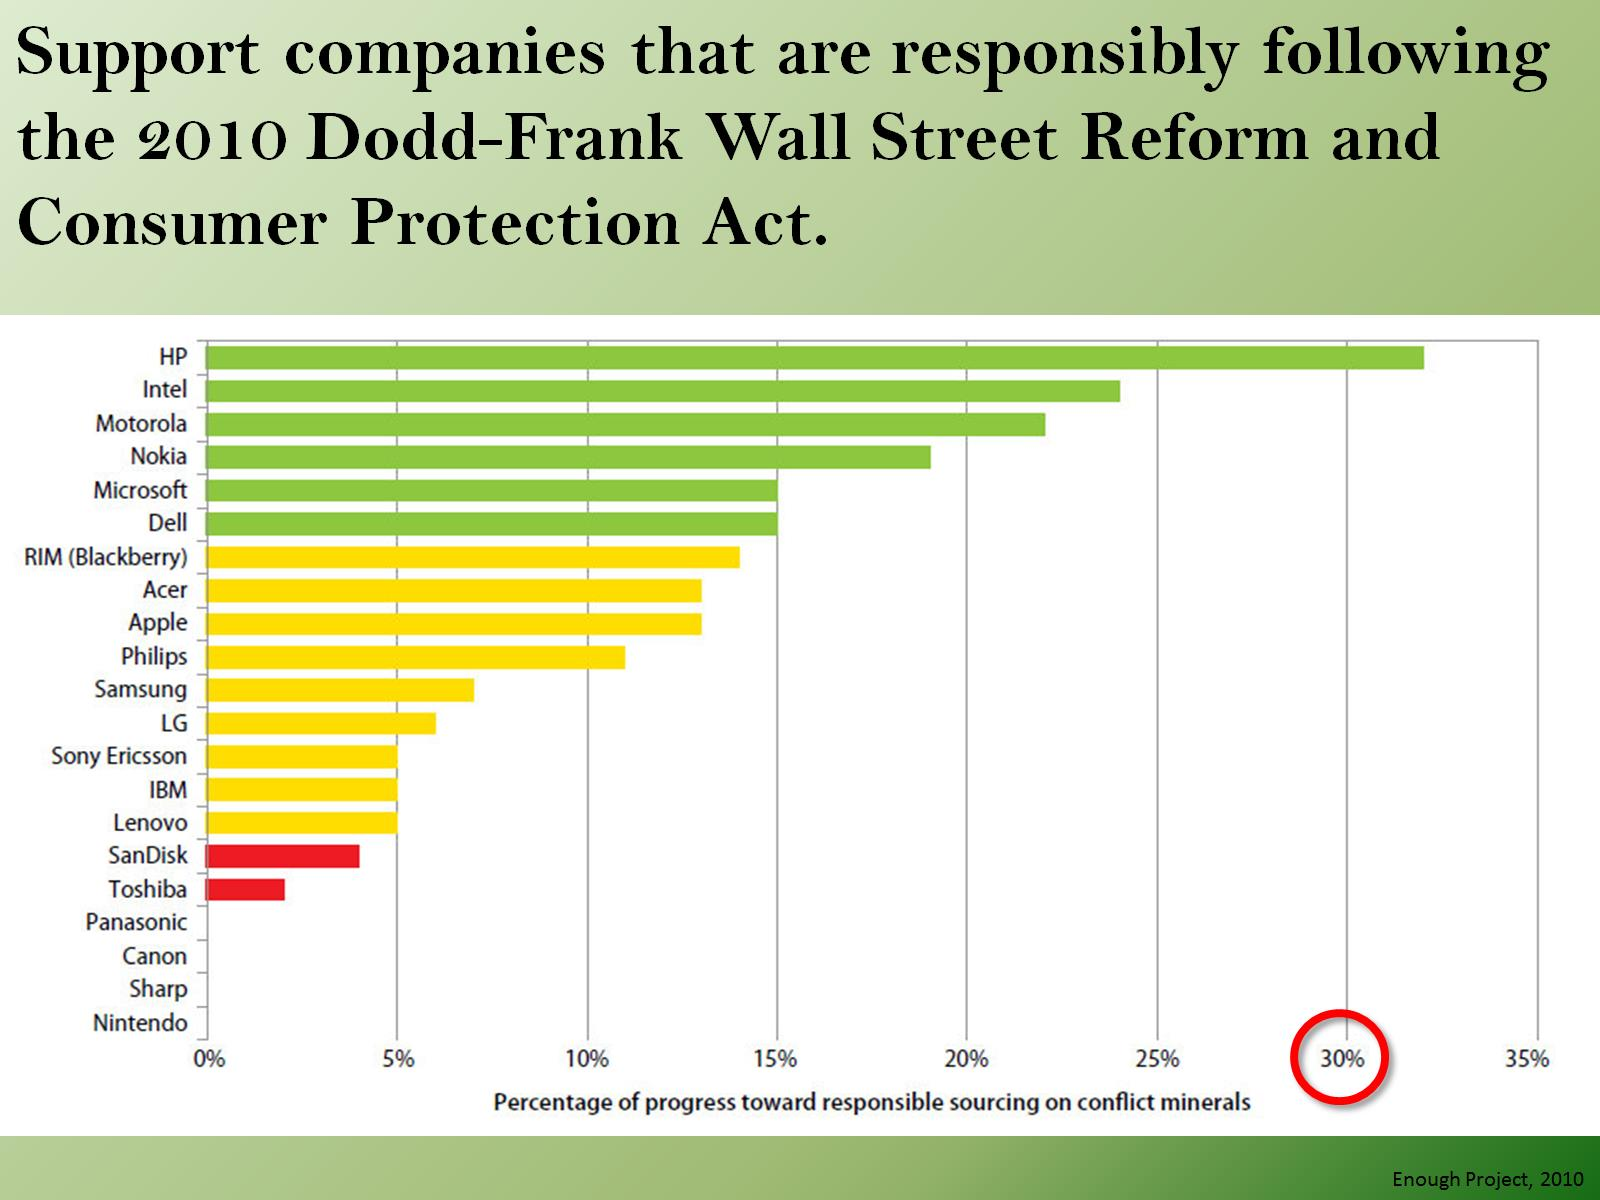 Support companies that are responsibly following
the 2010 Dodd-Frank Wall Street Reform and
Consumer Protection Act.
HP
Intel
Motorola
Nokia
Microsoft
Dell
RIM (Blackberry)
Acer
Apple
Philips
Samsung
LG
Sony Ericsson
IBM
Lenovo
SanDisk
Toshiba
Panasonic
Canon
Sharp
Nintendo
0% 5% 10% 15% 20% 25% 30% 35%
Percentage of progress toward responsible sourcing on conflict minerals
Enough Project, 2010